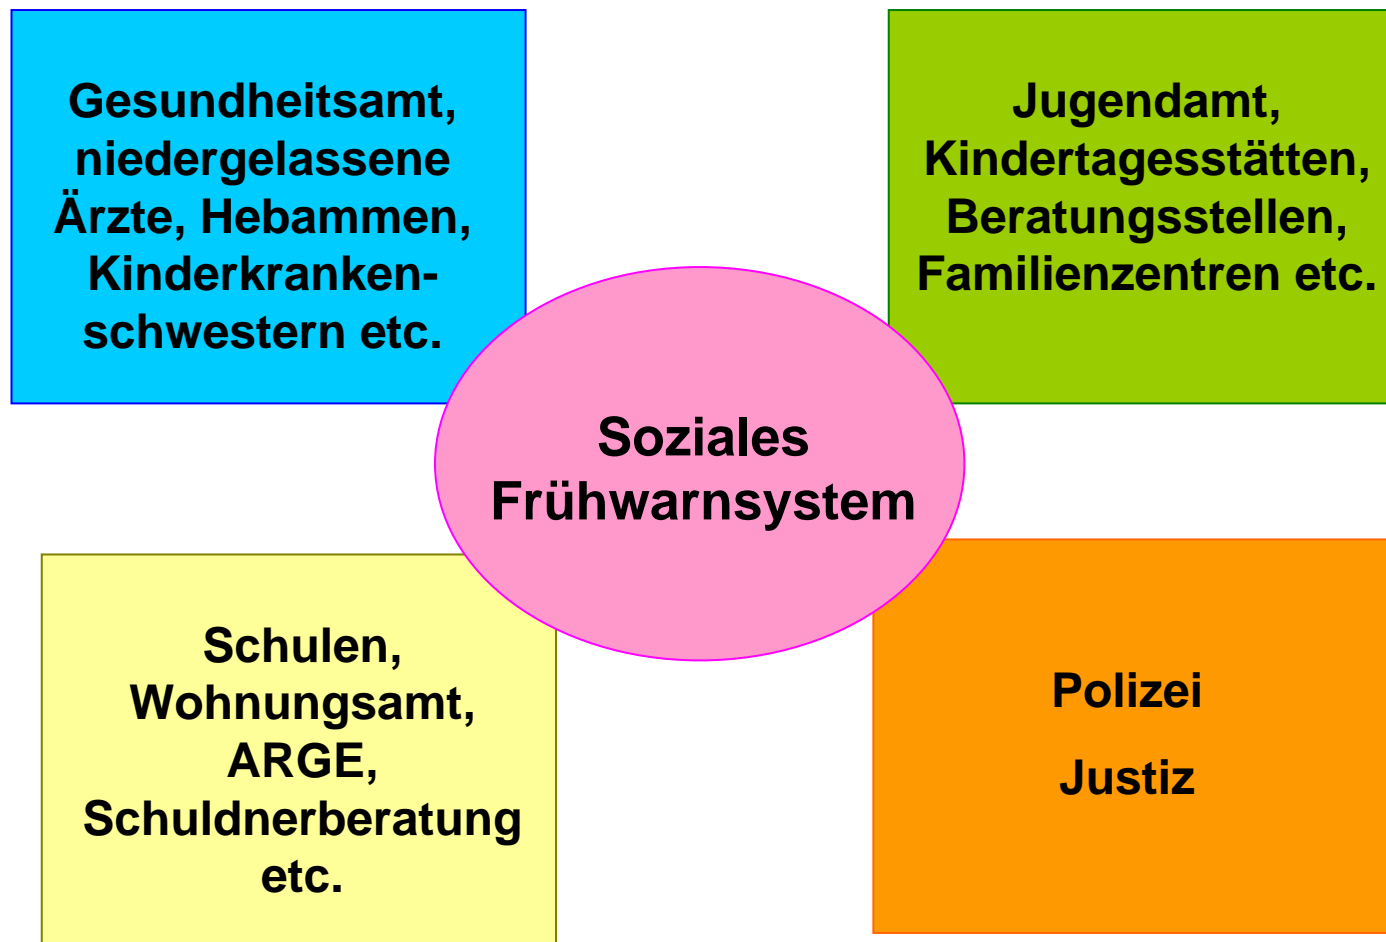 Gesundheitsamt,
niedergelassene
Ärzte, Hebammen,
Kinderkranken-
schwestern etc.
Jugendamt,
Kindertagesstätten,
Beratungsstellen,
Familienzentren etc.
Soziales
Frühwarnsystem
Schulen,
Wohnungsamt,
ARGE,
Schuldnerberatung
etc.
Polizei
Justiz